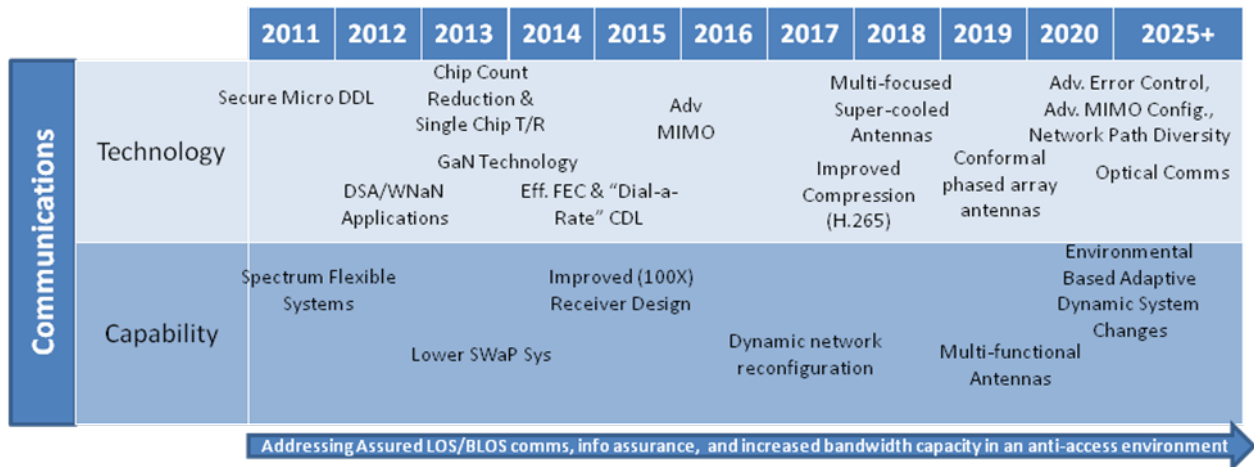 2011 2012 2013 2014 2015 2016 2017 2018 2019 2020 2025+
Communications
Technology
Secure Micro DDL
Chip Count
Reduction &
Single Chip T/R
Adv
MIMO
Multi-focused
Super-cooled
Antennas
Adv. Error Control,
Adv. MIMO Config.,
Network Path Diversity
GaN Technology
DSA/WNaN
Applications
Eff. FEC & “Dial-a-
Rate” CDL
Improved
Compression
(H.265)
Conformal
phased array
antennas
Optical Comms
Capability
Spectrum Flexible
Systems
Improved (100X)
Receiver Design
Environmental
Based Adaptive
Dynamic System
Changes
Lower SWaP Sys
Dynamic network
reconfiguration
Multi-functional
Antennas
Addressing Assured LOS/BLOS comms, info assurance, and increased bandwidth capacity in an anti-access environment